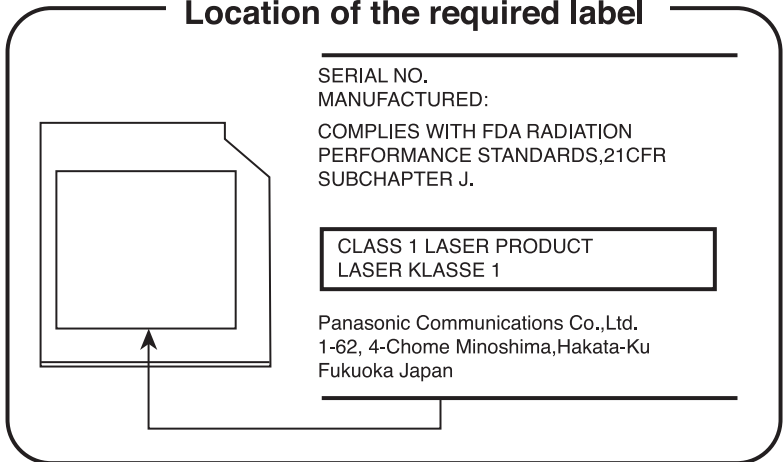 Location of the required label
SERIAL NO.
MANUFACTURED:
COMPLIES WITH FDA RADIATION
PERFORMANCE STANDARDS,21CFR
SUBCHAPTER J.
CLASS 1 LASER PRODUCT
LASER KLASSE 1
Panasonic Communications Co.,Ltd.
1-62, 4-Chome Minoshima,Hakata-Ku
Fukuoka Japan